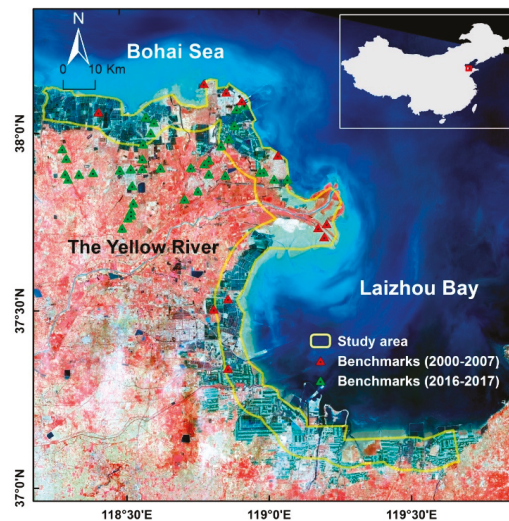 N
Bohai Sea
0 10 Km
38°0'N
The Yellow River
Laizhou Bay
37°30'N
Study area
Benchmarks (2000-2007)
Benchmarks (2016-2017)
37°0'N
118°30'E 119°0'E 119°30'E